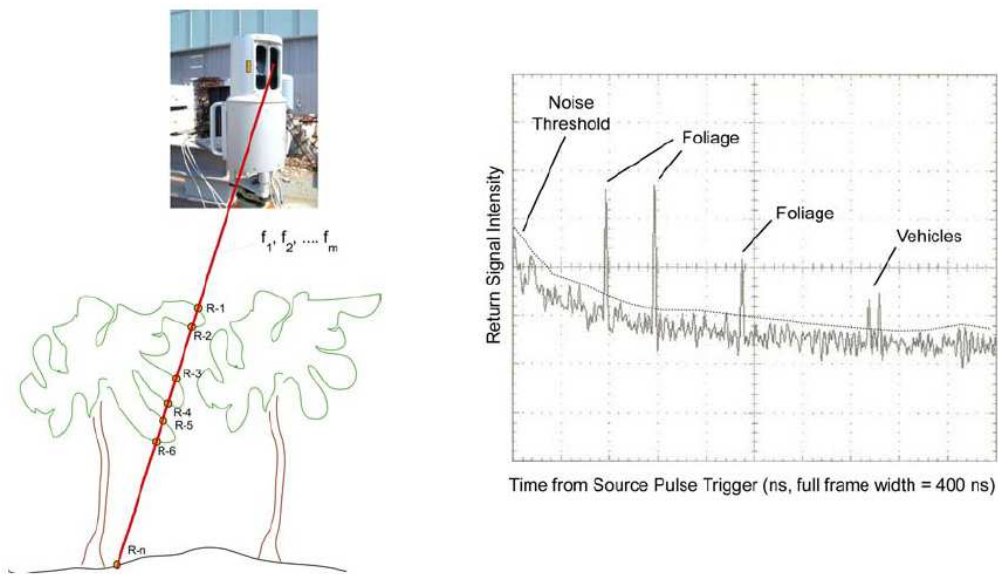 f1, f2, .... fm
R-1
R-2
R-3
R-4
R-5
R-6
R-n
Noise
Threshold
Foliage
Foliage
Vehicles
Return Signal Intensity
Time from Source Pulse Trigger (ns, full frame width = 400 ns)